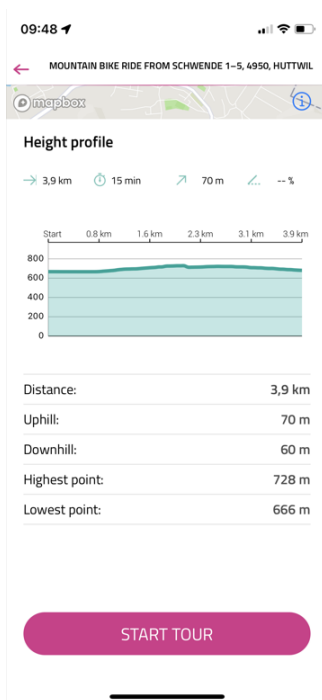 09:48
MOUNTAIN BIKE RIDE FROM SCHWENDE 1–5, 4950, HUTTWIL
mapbox
Height profile
3,9 km 15 min 70 m -- %
Start 0.8 km 1.6 km 2.3 km 3.1 km 3.9 km
800
600
400
200
0
Distance: 3,9 km
Uphill: 70 m
Downhill: 60 m
Highest point: 728 m
Lowest point: 666 m
START TOUR